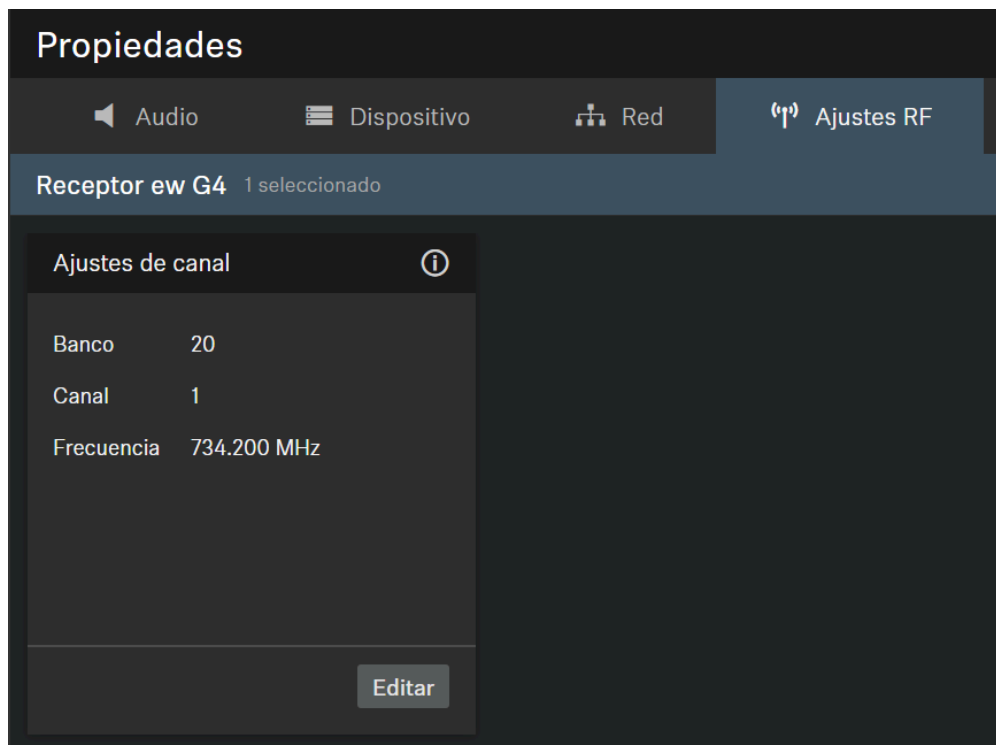 Propiedades
Audio Dispositivo Red Ajustes RF
Receptor ew G4 1 seleccionado
Ajustes de canal
Banco 20
Canal 1
Frecuencia 734.200 MHz
Editar